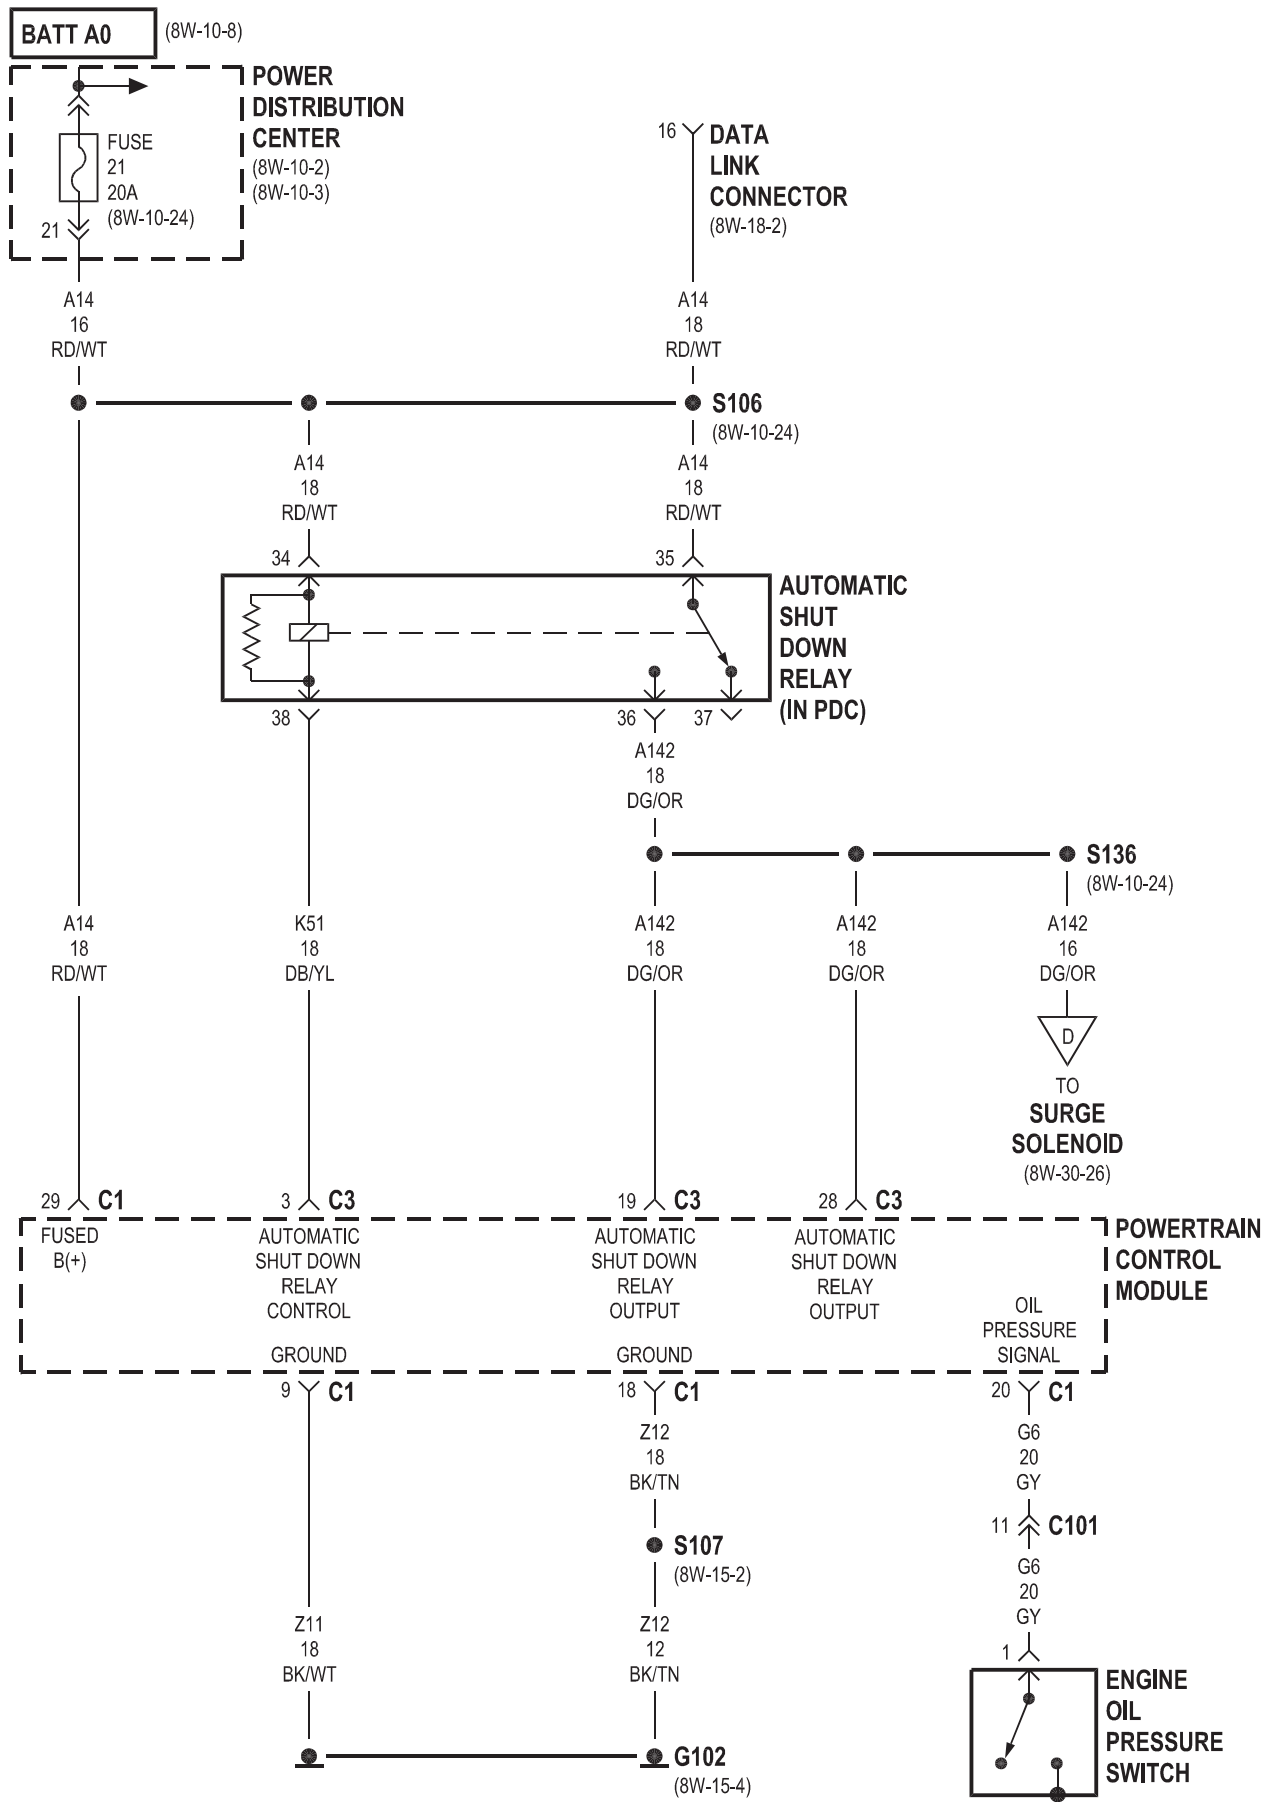 BATT A0
(8W-10-8)
POWER
DISTRIBUTION
CENTER
(8W-10-2)
(8W-10-3)
FUSE
21
20A
(8W-10-24)
21
16
DATA
LINK
CONNECTOR
(8W-18-2)
A14
16
RD/WT
A14
18
RD/WT
S106
(8W-10-24)
A14
18
RD/WT
A14
18
RD/WT
34
35
AUTOMATIC
SHUT
DOWN
RELAY
(IN PDC)
38
36
37
A142
18
DG/OR
S136
(8W-10-24)
A14
18
RD/WT
K51
18
DB/YL
A142
18
DG/OR
A142
18
DG/OR
A142
16
DG/OR
D
TO
SURGE
SOLENOID
(8W-30-26)
29 C1
3 C3
19 C3
28 C3
FUSED
B(+)
AUTOMATIC
SHUT DOWN
RELAY
CONTROL
AUTOMATIC
SHUT DOWN
RELAY
OUTPUT
AUTOMATIC
SHUT DOWN
RELAY
OUTPUT
POWERTRAIN
CONTROL
MODULE
OIL
PRESSURE
SIGNAL
GROUND
GROUND
9 C1
18 C1
20 C1
Z12
18
BK/TN
G6
20
GY
S107
(8W-15-2)
11 C101
G6
20
GY
Z11
18
BK/WT
Z12
12
BK/TN
1
ENGINE
OIL
PRESSURE
SWITCH
G102
(8W-15-4)